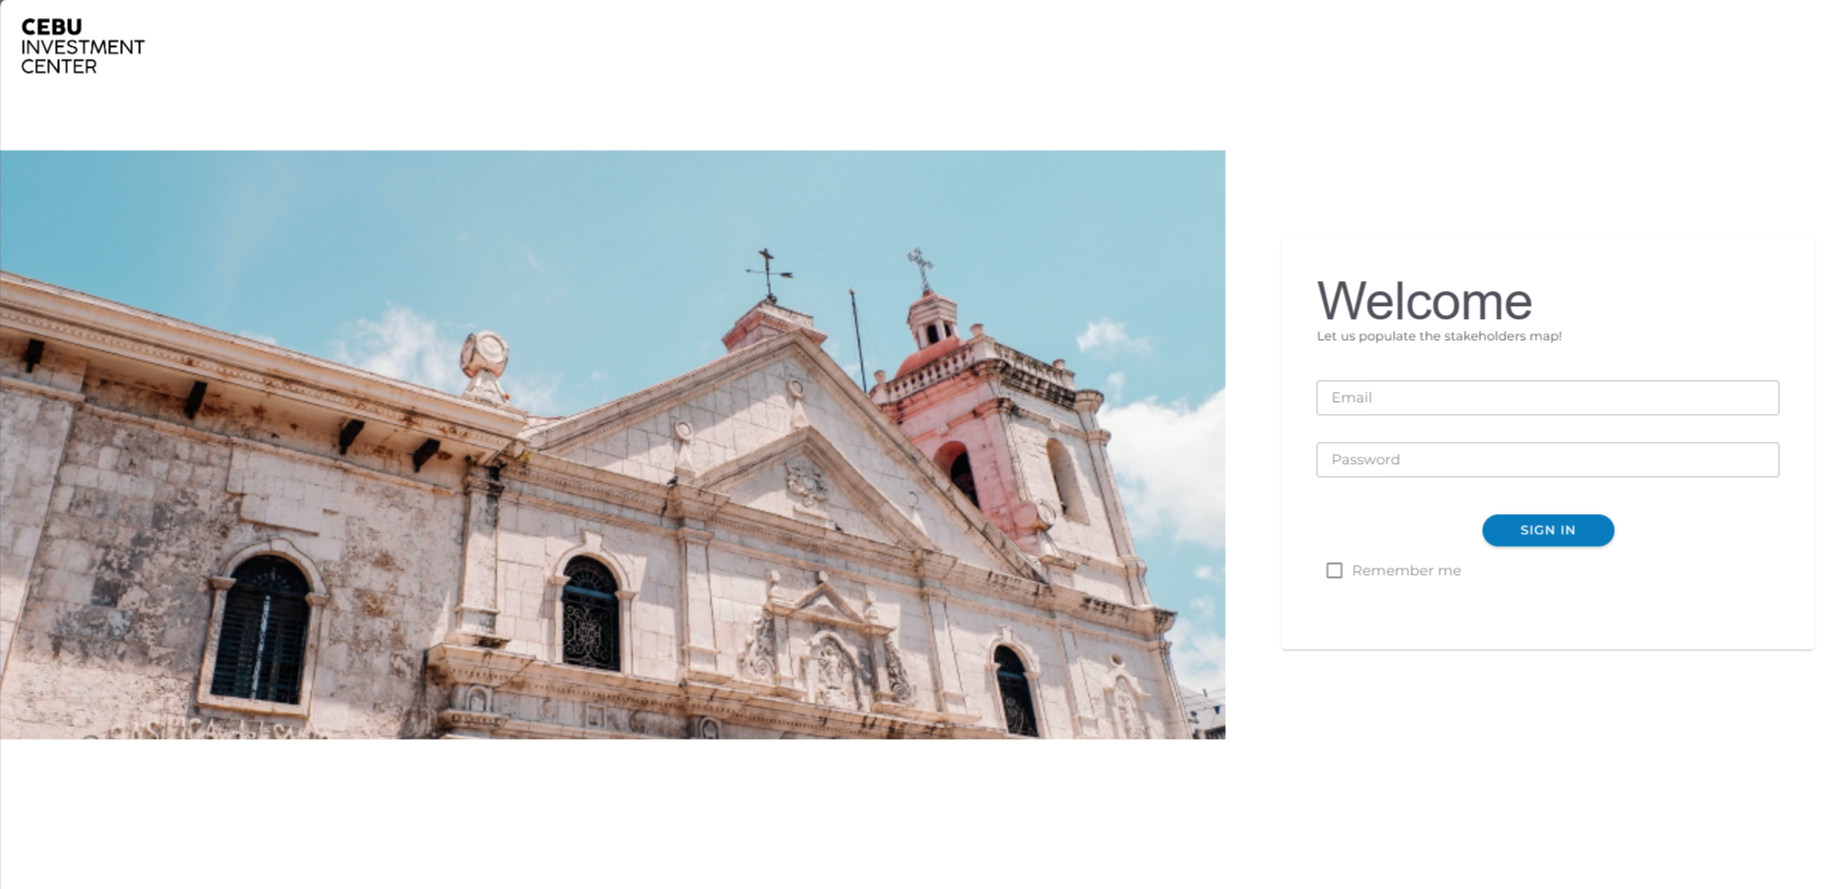 CEBU
INVESTMENT
CENTER
Welcome
Let us populate the stakeholders map!
Email
Password
SIGN IN
Remember me